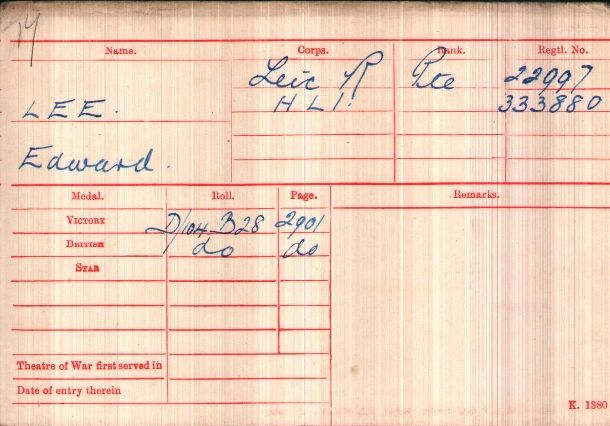 14
Name. Corps. Rank. Regtl. No.
Leic R Pte 22997
LEE. H L I. 333880
Edward.
Medal. Roll. Page. Remarks.
VICTORY D/104 B28 2901
BRITISH do do
STAR
Theatre of War first served in
Date of entry therein
K. 1380